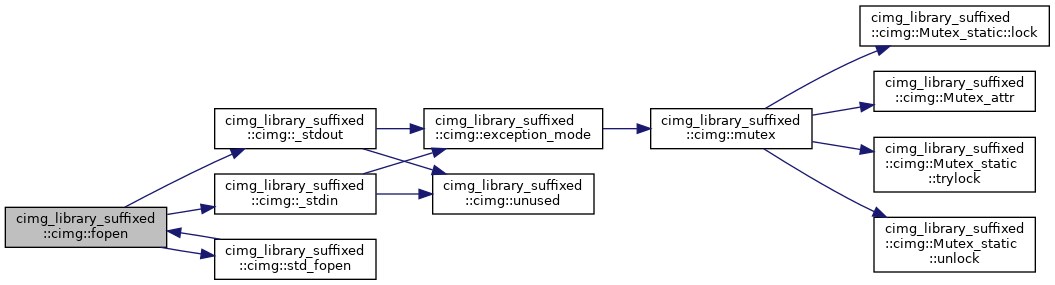 cimg_library_suffixed
::cimg::fopen
cimg_library_suffixed
::cimg::_stdout
cimg_library_suffixed
::cimg::_stdin
cimg_library_suffixed
::cimg::std_fopen
cimg_library_suffixed
::cimg::exception_mode
cimg_library_suffixed
::cimg::unused
cimg_library_suffixed
::cimg::mutex
cimg_library_suffixed
::cimg::Mutex_static::lock
cimg_library_suffixed
::cimg::Mutex_attr
cimg_library_suffixed
::cimg::Mutex_static
::trylock
cimg_library_suffixed
::cimg::Mutex_static
::unlock